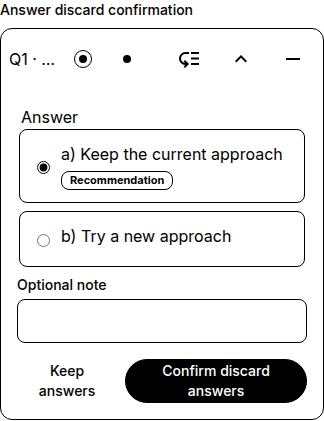 Answer discard confirmation
Q1 · ...
Answer
a) Keep the current approach
Recommendation
b) Try a new approach
Optional note
Keep
answers
Confirm discard
answers